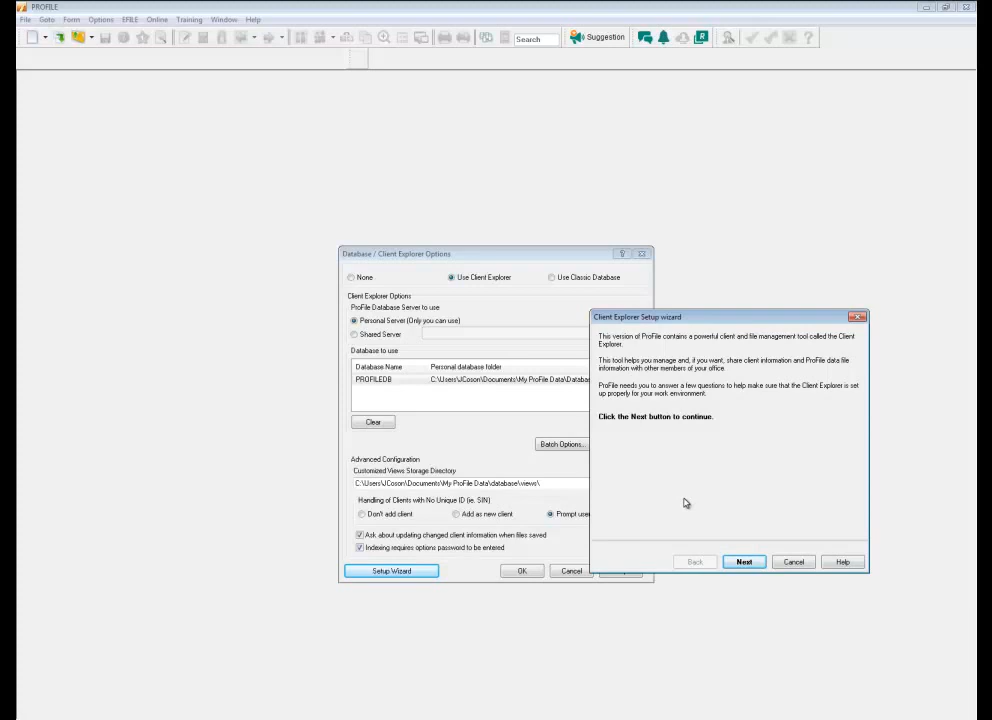 PROFILE
File Goto Form Options EFILE Online Training Window Help
Search
Suggestion
Database / Client Explorer Options
None
Use Client Explorer
Use Classic Database
Client Explorer Options
ProFile Database Server to use
Personal Server (Only you can use)
Shared Server
Database to use
Database Name Personal database folder
PROFILEDB C:\Users\JCoson\Documents\My ProFile Data\Databas
Clear
Batch Options...
Advanced Configuration
Customized Views Storage Directory
C:\Users\JCoson\Documents\My ProFile Data\database\views\
Handling of Clients with No Unique ID (ie. SIN)
Don't add client
Add as new client
Prompt user
Ask about updating changed client information when files saved
Indexing requires options password to be entered
Setup Wizard
OK
Cancel
Client Explorer Setup wizard
This version of ProFile contains a powerful client and file management tool called the Client
Explorer.
This tool helps you manage and, if you want, share client information and ProFile data file
information with other members of your office.
ProFile needs you to answer a few questions to help make sure that the Client Explorer is set
up properly for your work environment.
Click the Next button to continue.
Back
Next
Cancel
Help